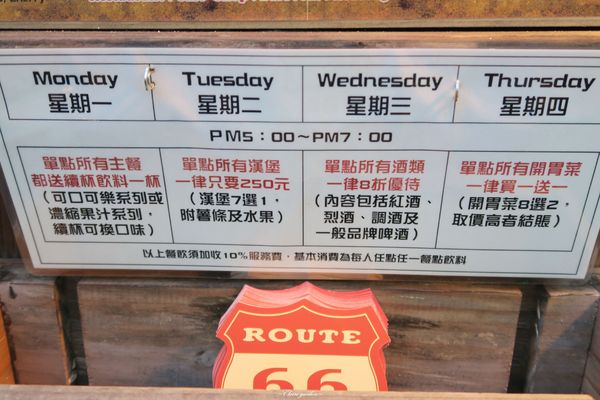 Monday
星期一
Tuesday
星期二
Wednesday
星期三
Thursday
星期四
PM5：00～PM7：00
單點所有主餐
都送續杯飲料一杯
(可口可樂系列或
濃縮果汁系列，
續杯可換口味)
單點所有漢堡
一律只要250元
(漢堡7選1，
附薯條及水果)
單點所有酒類
一律8折優待
(內容包括紅酒、
烈酒、調酒及
一般品牌啤酒)
單點所有開胃菜
一律買一送一
(開胃菜8選2，
取價高者結賬)
以上餐飲須加收10%服務費，基本消費為每人任點任一餐點飲料
ROUTE
66